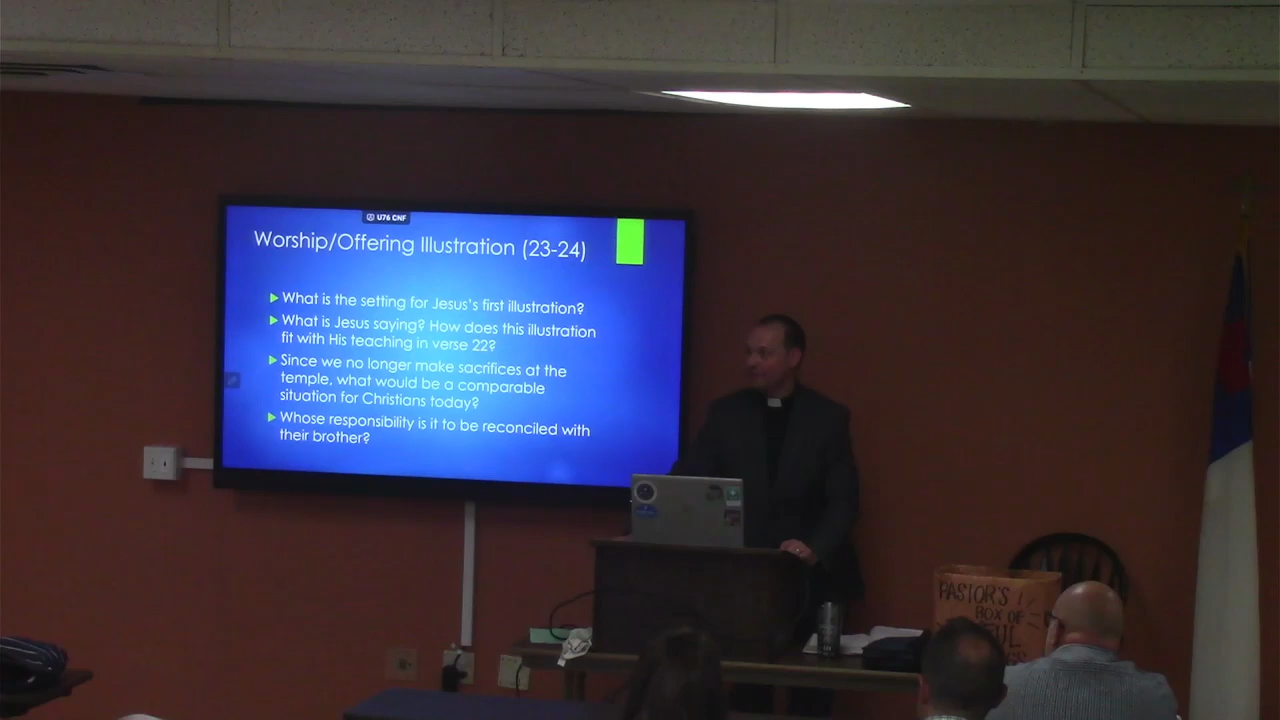 U76 CNF
Worship/Offering Illustration (23-24)
What is the setting for Jesus's first illustration?
What is Jesus saying? How does this illustration
fit with His teaching in verse 22?
Since we no longer make sacrifices at the
temple, what would be a comparable
situation for Christians today?
Whose responsibility is it to be reconciled with
their brother?
PASTOR'S
BOX OF